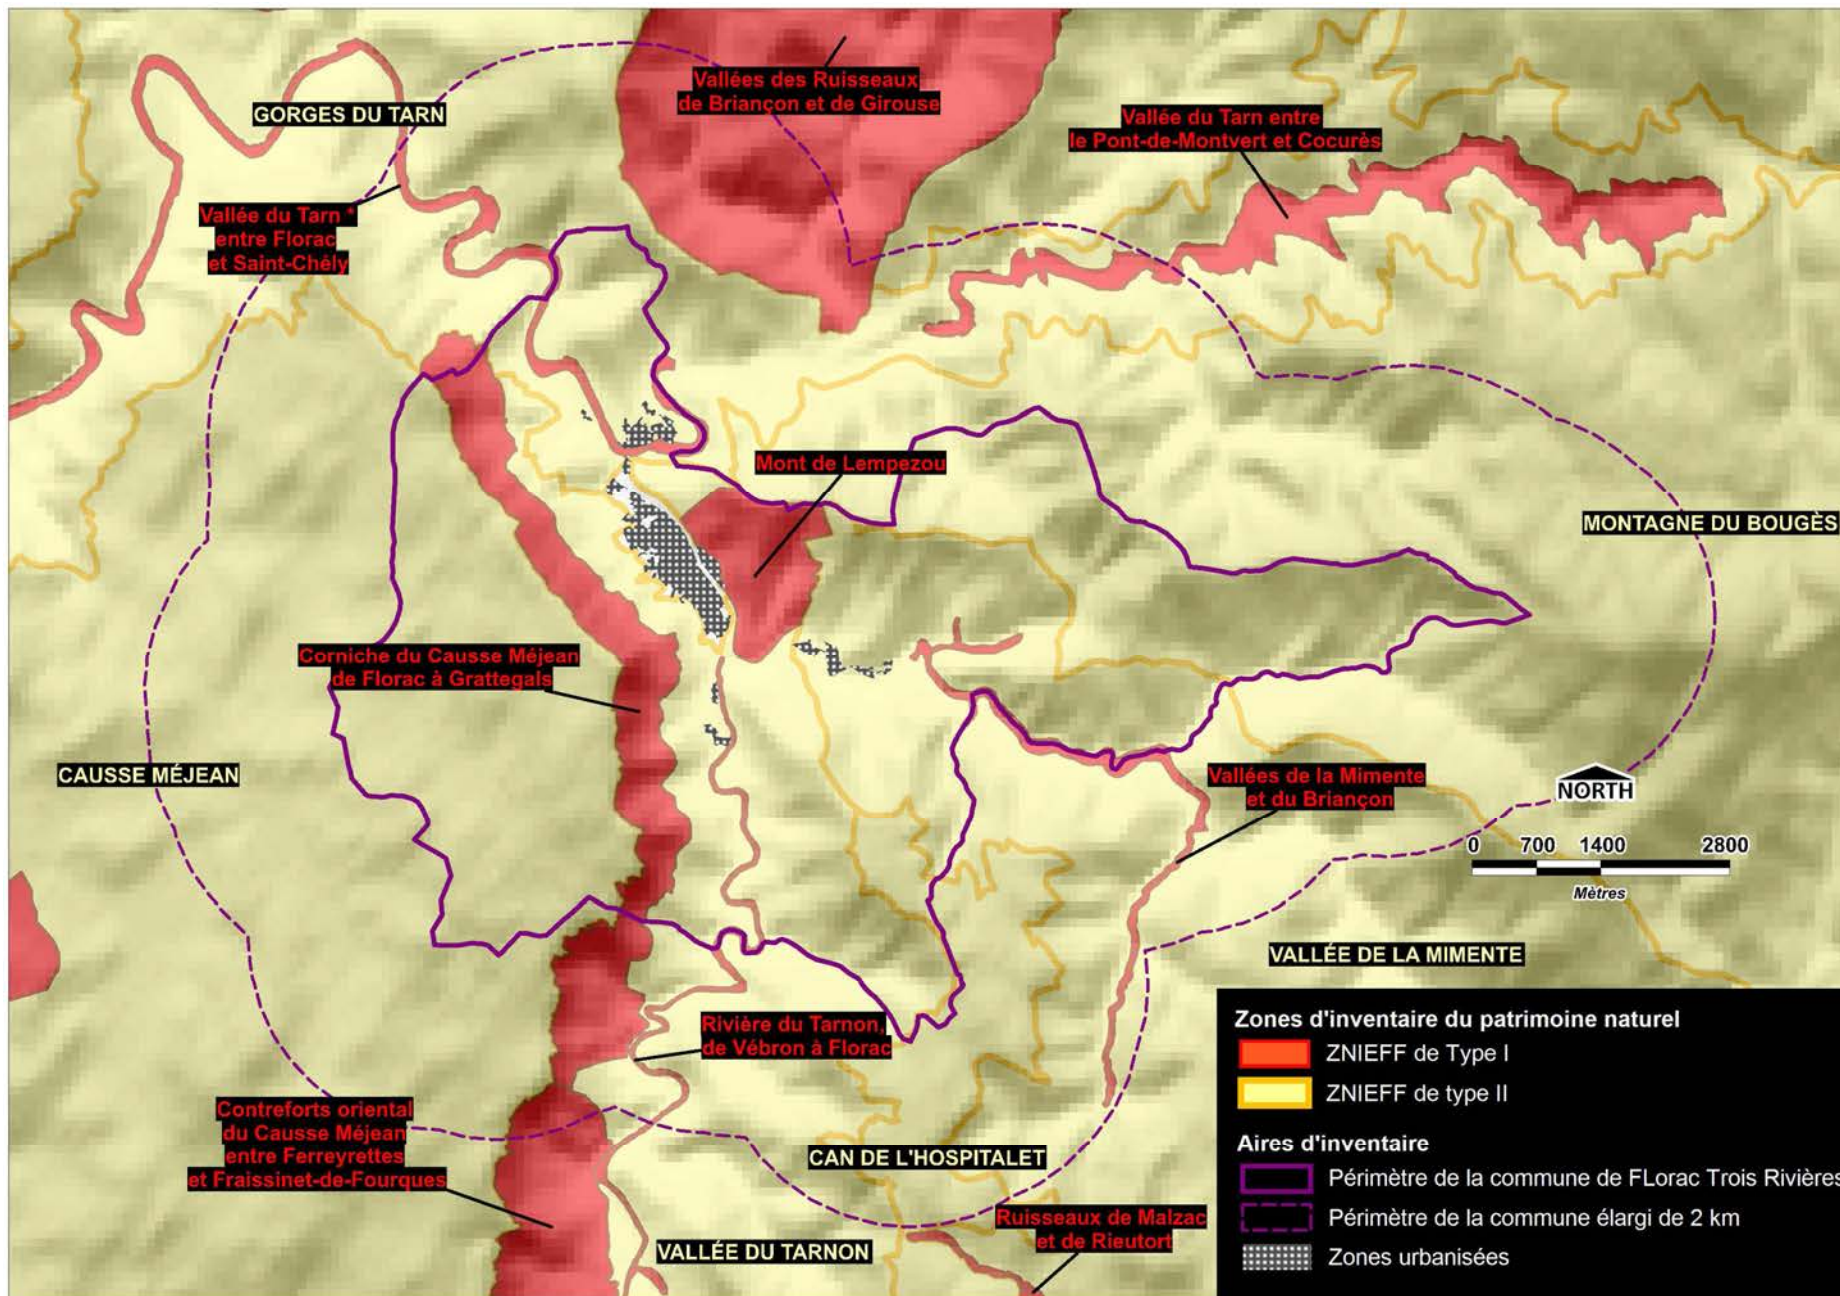 Vallées des Ruisseaux
de Briançon et de Girouse
GORGES DU TARN
Vallée du Tarn entre
le Pont-de-Montvert et Cocurès
Vallée du Tarn *
entre Florac
et Saint-Chély
Mont de Lempezou
MONTAGNE DU BOUGÈS
Corniche du Causse Méjean
de Florac à Grattegals
CAUSSE MÉJEAN
Vallées de la Mimente
et du Briançon
NORTH
0 700 1400 2800
Mètres
VALLÉE DE LA MIMENTE
Rivière du Tarnon,
de Vébron à Florac
Contreforts oriental
du Causse Méjean
entre Ferreyrettes
et Fraissinet-de-Fourques
CAN DE L'HOSPITALET
Ruisseaux de Malzac
et de Rieutort
VALLÉE DU TARNON
Zones d'inventaire du patrimoine naturel
ZNIEFF de Type I
ZNIEFF de type II
Aires d'inventaire
Périmètre de la commune de FLorac Trois Rivières
Périmètre de la commune élargi de 2 km
Zones urbanisées